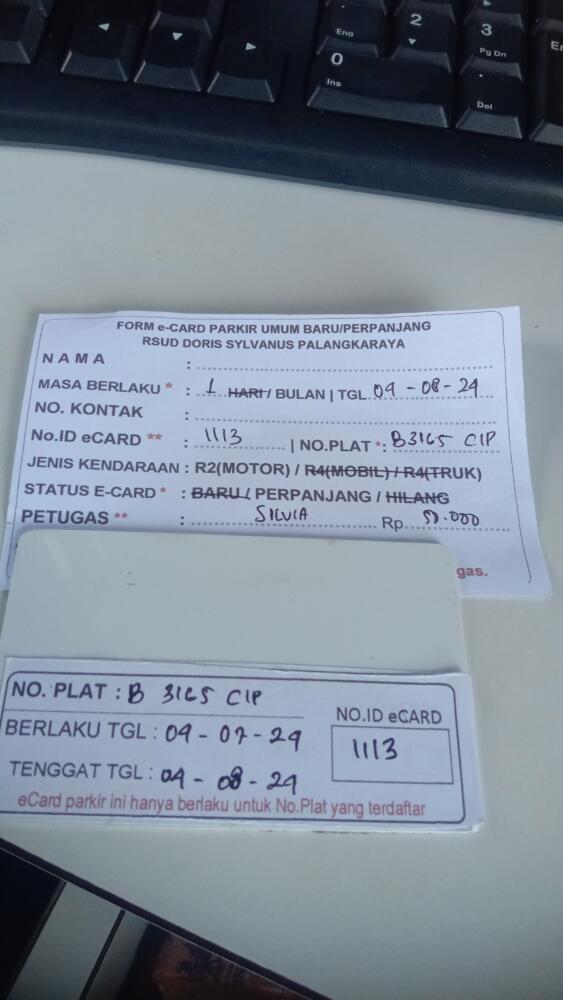 2
End
3
Pg Dn
0
Ins
.
Del
FORM e-CARD PARKIR UMUM BARU/PERPANJANG
RSUD DORIS SYLVANUS PALANGKARAYA
NAMA :
MASA BERLAKU * : 1 HARI / BULAN | TGL 09 - 08 - 24
NO. KONTAK :
No.ID eCARD ** : 1113 | NO.PLAT *: B3165 CIP
JENIS KENDARAAN : R2(MOTOR) / R4(MOBIL) / R4(TRUK)
STATUS E-CARD * : BARU / PERPANJANG / HILANG
PETUGAS ** : SILVIA Rp. 50.000
gas.
NO. PLAT : B 3165 CIP
BERLAKU TGL : 09 - 07 - 24
TENGGAT TGL : 09 - 08 - 24
NO.ID eCARD
1113
eCard parkir ini hanya berlaku untuk No.Plat yang terdaftar